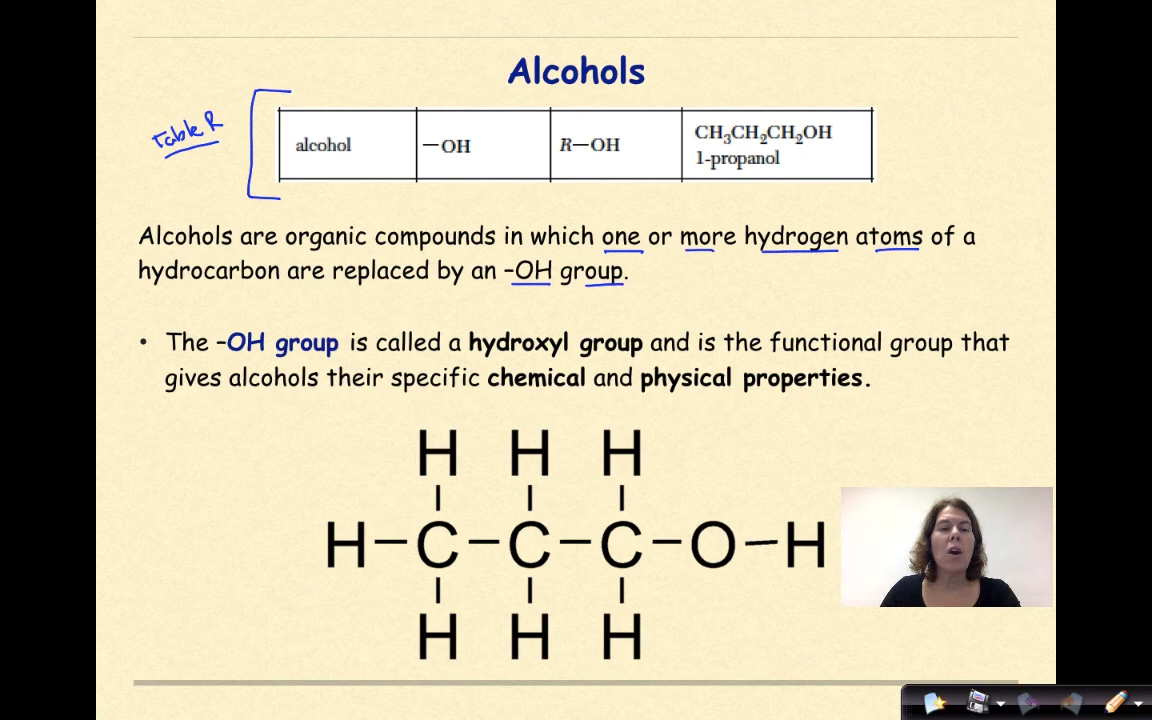 Alcohols
Table R
alcohol
—OH
R—OH
CH₃CH₂CH₂OH
1-propanol
Alcohols are organic compounds in which one or more hydrogen atoms of a
hydrocarbon are replaced by an –OH group.
• The –OH group is called a hydroxyl group and is the functional group that
gives alcohols their specific chemical and physical properties.
H H H
H–C–C–C–O–H
H H H